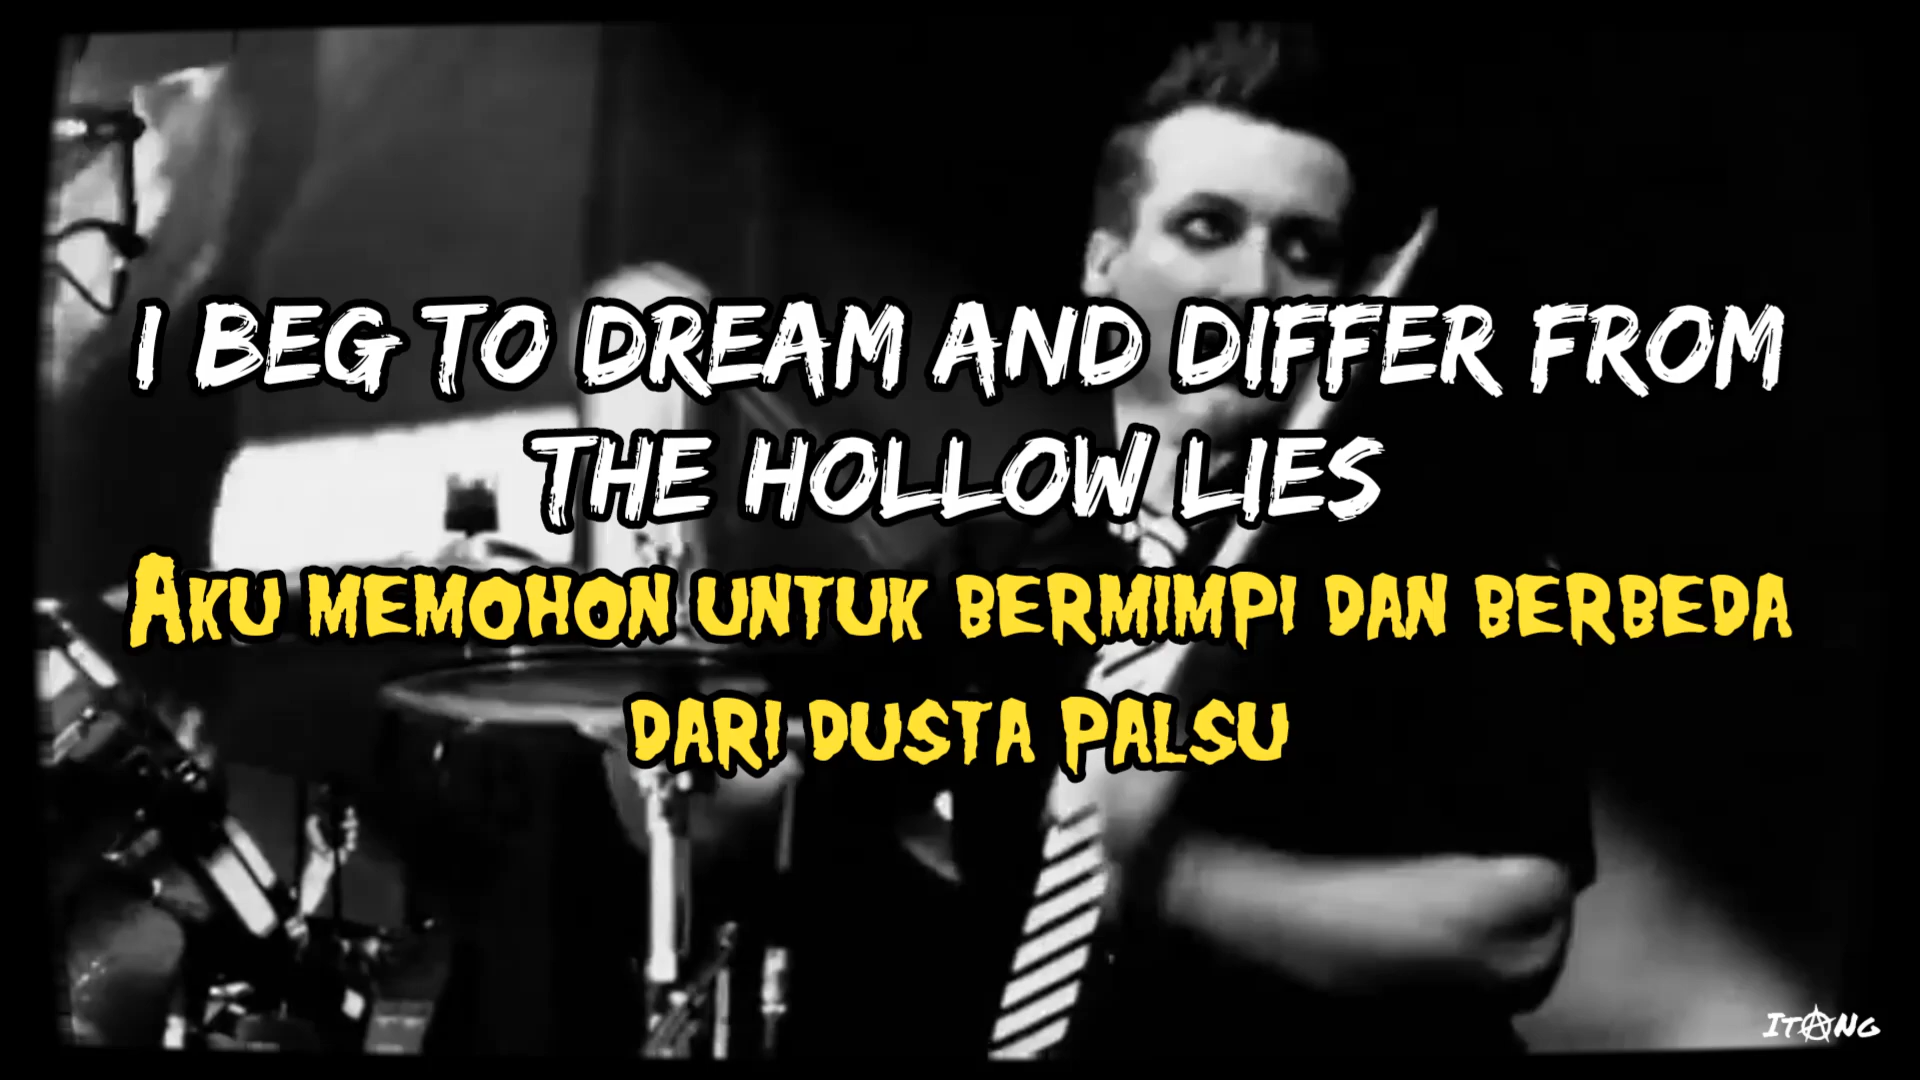 I BEG TO DREAM AND DIFFER FROM
THE HOLLOW LIES
AKU MEMOHON UNTUK BERMIMPI DAN BERBEDA
DARI DUSTA PALSU
ITANG